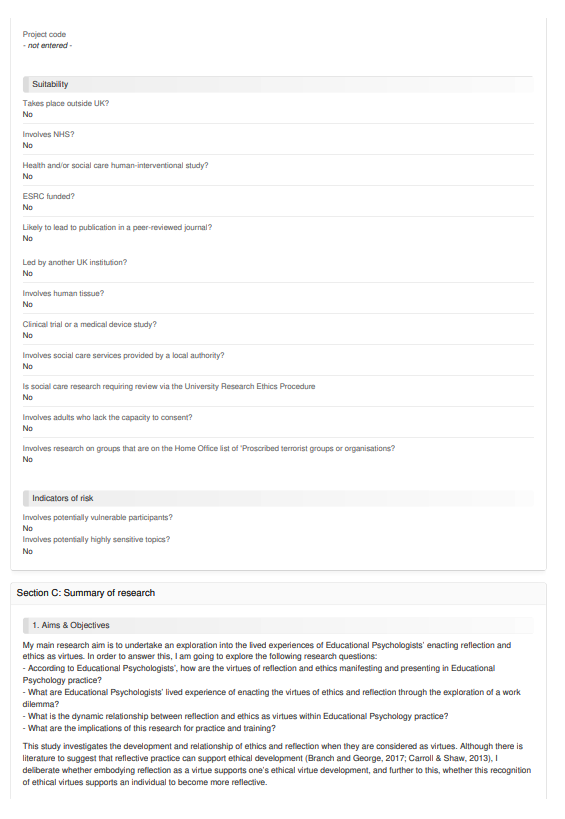 Project code
- not entered -
Suitability
Takes place outside UK?
No
Involves NHS?
No
Health and/or social care human-interventional study?
No
ESRC funded?
No
Likely to lead to publication in a peer-reviewed journal?
No
Led by another UK institution?
No
Involves human tissue?
No
Clinical trial or a medical device study?
No
Involves social care services provided by a local authority?
No
Is social care research requiring review via the University Research Ethics Procedure
No
Involves adults who lack the capacity to consent?
No
Involves research on groups that are on the Home Office list of 'Proscribed terrorist groups or organisations?
No
Indicators of risk
Involves potentially vulnerable participants?
No
Involves potentially highly sensitive topics?
No
Section C: Summary of research
1. Aims & Objectives
My main research aim is to undertake an exploration into the lived experiences of Educational Psychologists' enacting reflection and
ethics as virtues. In order to answer this, I am going to explore the following research questions:
- According to Educational Psychologists', how are the virtues of reflection and ethics manifesting and presenting in Educational
Psychology practice?
- What are Educational Psychologists' lived experience of enacting the virtues of ethics and reflection through the exploration of a work
dilemma?
- What is the dynamic relationship between reflection and ethics as virtues within Educational Psychology practice?
- What are the implications of this research for practice and training?
This study investigates the development and relationship of ethics and reflection when they are considered as virtues. Although there is
literature to suggest that reflective practice can support ethical development (Branch and George, 2017; Carroll & Shaw, 2013), I
deliberate whether embodying reflection as a virtue supports one's ethical virtue development, and further to this, whether this recognition
of ethical virtues supports an individual to become more reflective.